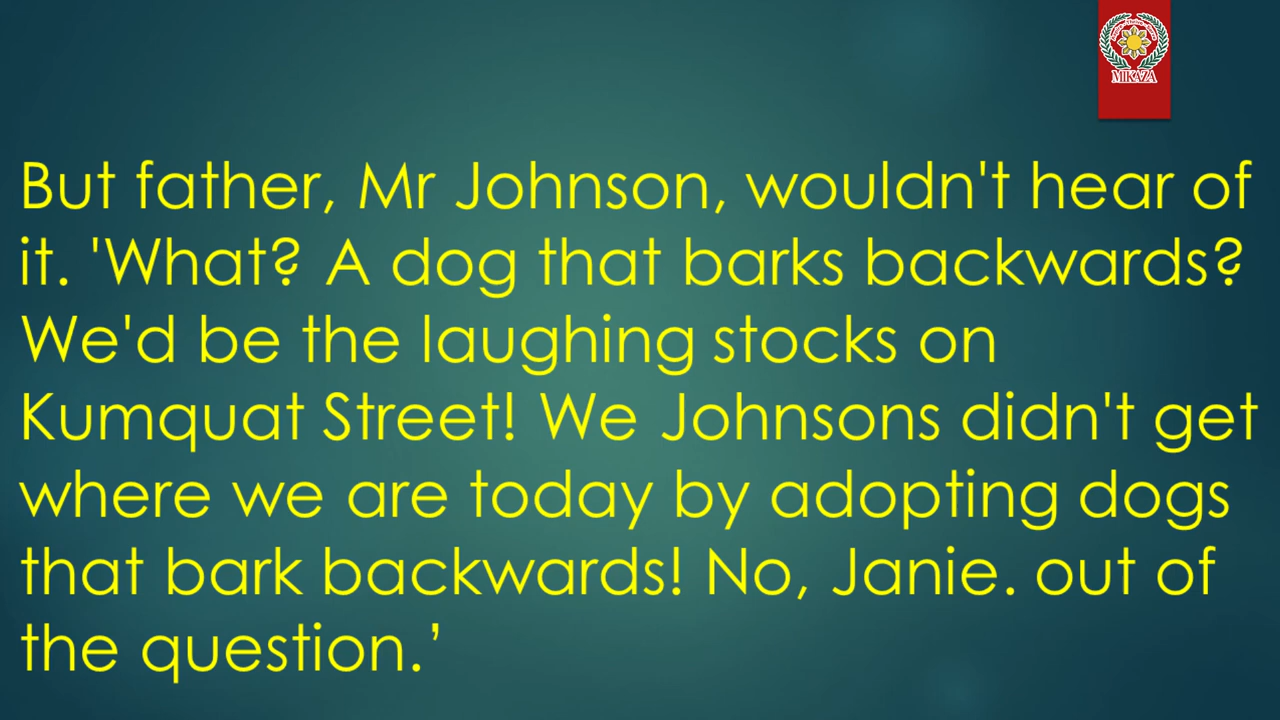 MIKAZA
But father, Mr Johnson, wouldn't hear of
it. 'What? A dog that barks backwards?
We'd be the laughing stocks on
Kumquat Street! We Johnsons didn't get
where we are today by adopting dogs
that bark backwards! No, Janie. out of
the question.’